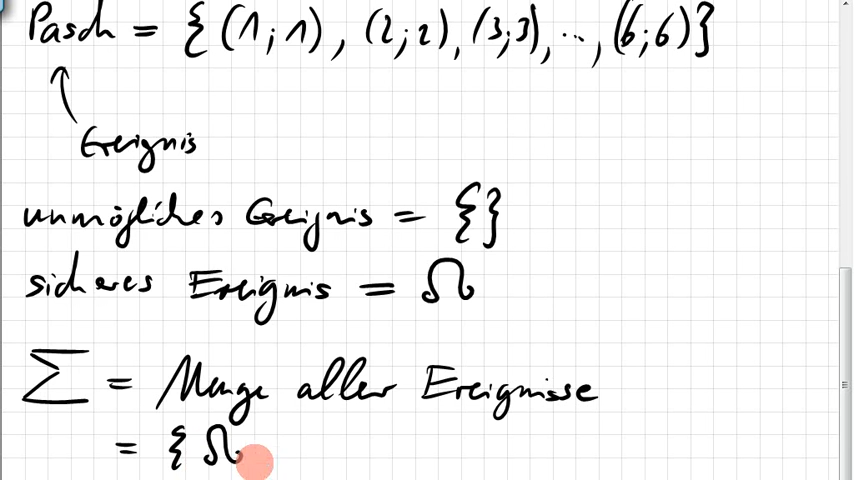 Pasch = {(1;1), (2;2), (3;3), ..., (6;6)}
Ereignis
unmögliches Ereignis = {}
sicheres Ereignis = Ω
Σ = Menge aller Ereignisse
= {Ω